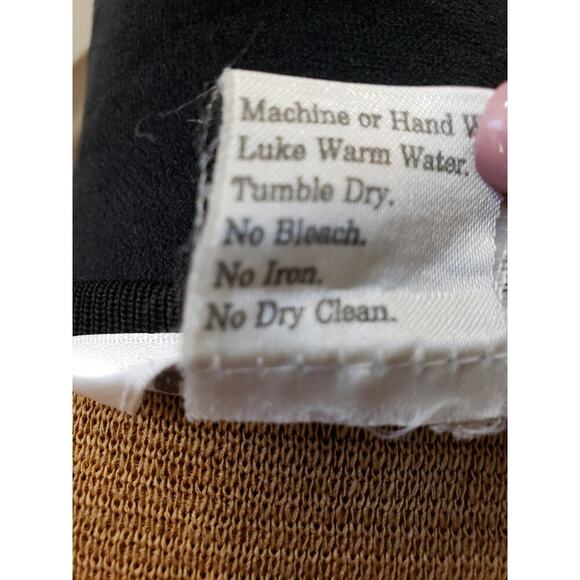 Machine or Hand
Luke Warm Water.
Tumble Dry.
No Bleach.
No Iron.
No Dry Clean.